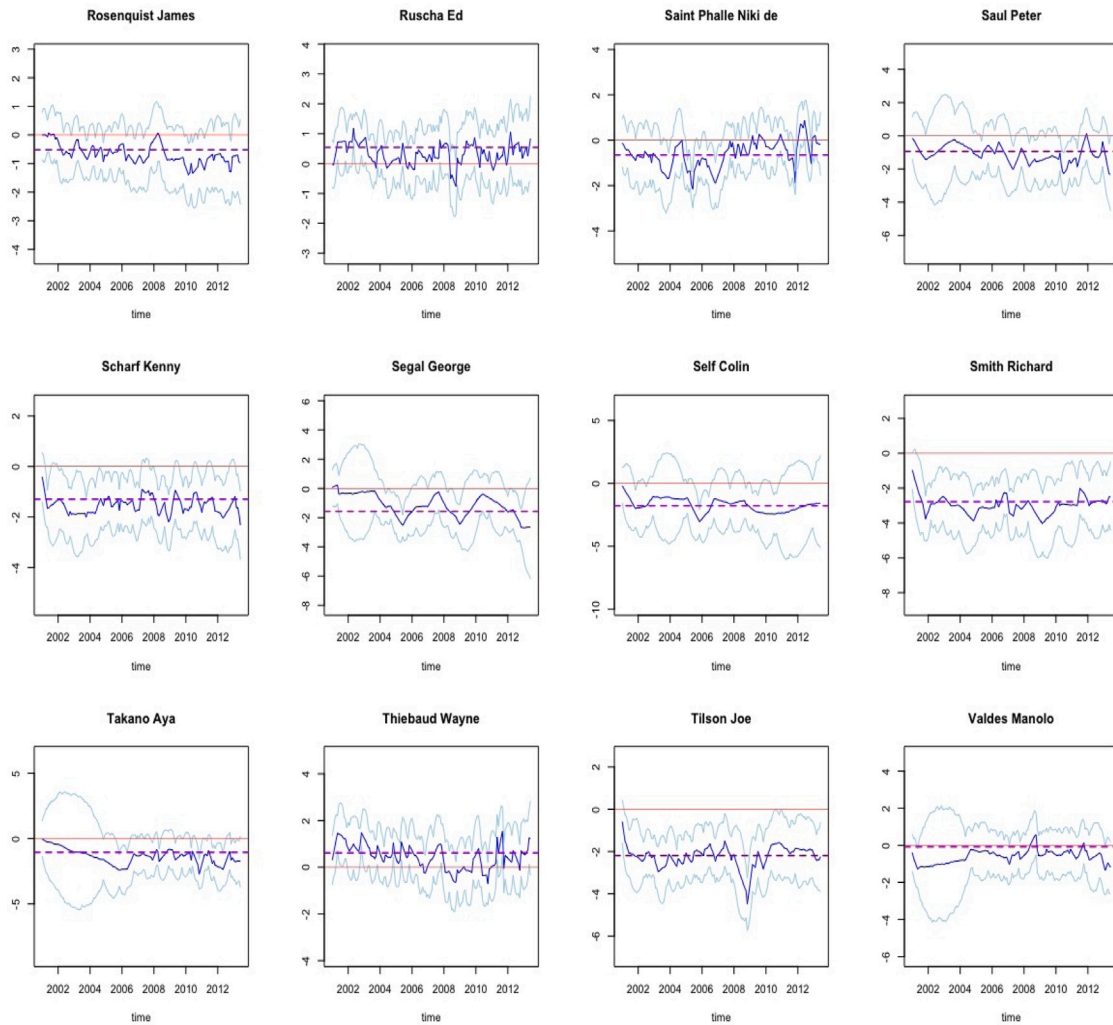 Rosenquist James
3
2
1
0
-1
-2
-3
-4
2002 2004 2006 2008 2010 2012
time
Ruscha Ed
4
3
2
1
0
-1
-2
-3
2002 2004 2006 2008 2010 2012
time
Saint Phalle Niki de
4
2
0
-2
-4
2002 2004 2006 2008 2010 2012
time
Saul Peter
4
2
0
-2
-4
-6
2002 2004 2006 2008 2010 2012
time
Scharf Kenny
2
0
-2
-4
2002 2004 2006 2008 2010 2012
time
Segal George
6
4
2
0
-2
-4
-6
-8
2002 2004 2006 2008 2010 2012
time
Self Colin
5
0
-5
-10
2002 2004 2006 2008 2010 2012
time
Smith Richard
2
0
-2
-4
-6
-8
2002 2004 2006 2008 2010 2012
time
Takano Aya
5
0
-5
2002 2004 2006 2008 2010 2012
time
Thiebaud Wayne
4
2
0
-2
-4
2002 2004 2006 2008 2010 2012
time
Tilson Joe
2
0
-2
-4
-6
2002 2004 2006 2008 2010 2012
time
Valdes Manolo
4
2
0
-2
-4
-6
2002 2004 2006 2008 2010 2012
time